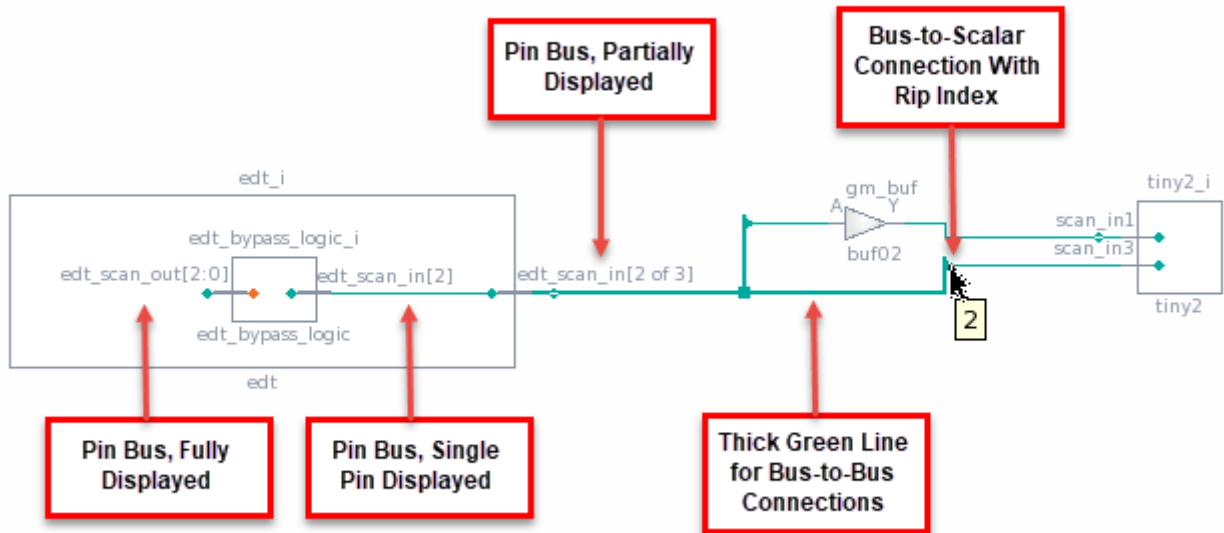 Pin Bus, Partially
Displayed
Bus-to-Scalar
Connection With
Rip Index
edt_i
gm_buf
tiny2_i
A
Y
scan_in1
edt_bypass_logic_i
buf02
scan_in3
edt_scan_out[2:0]
edt_scan_in[2]
edt_scan_in[2 of 3]
2
tiny2
edt_bypass_logic
edt
Pin Bus, Fully
Displayed
Pin Bus, Single
Pin Displayed
Thick Green Line
for Bus-to-Bus
Connections